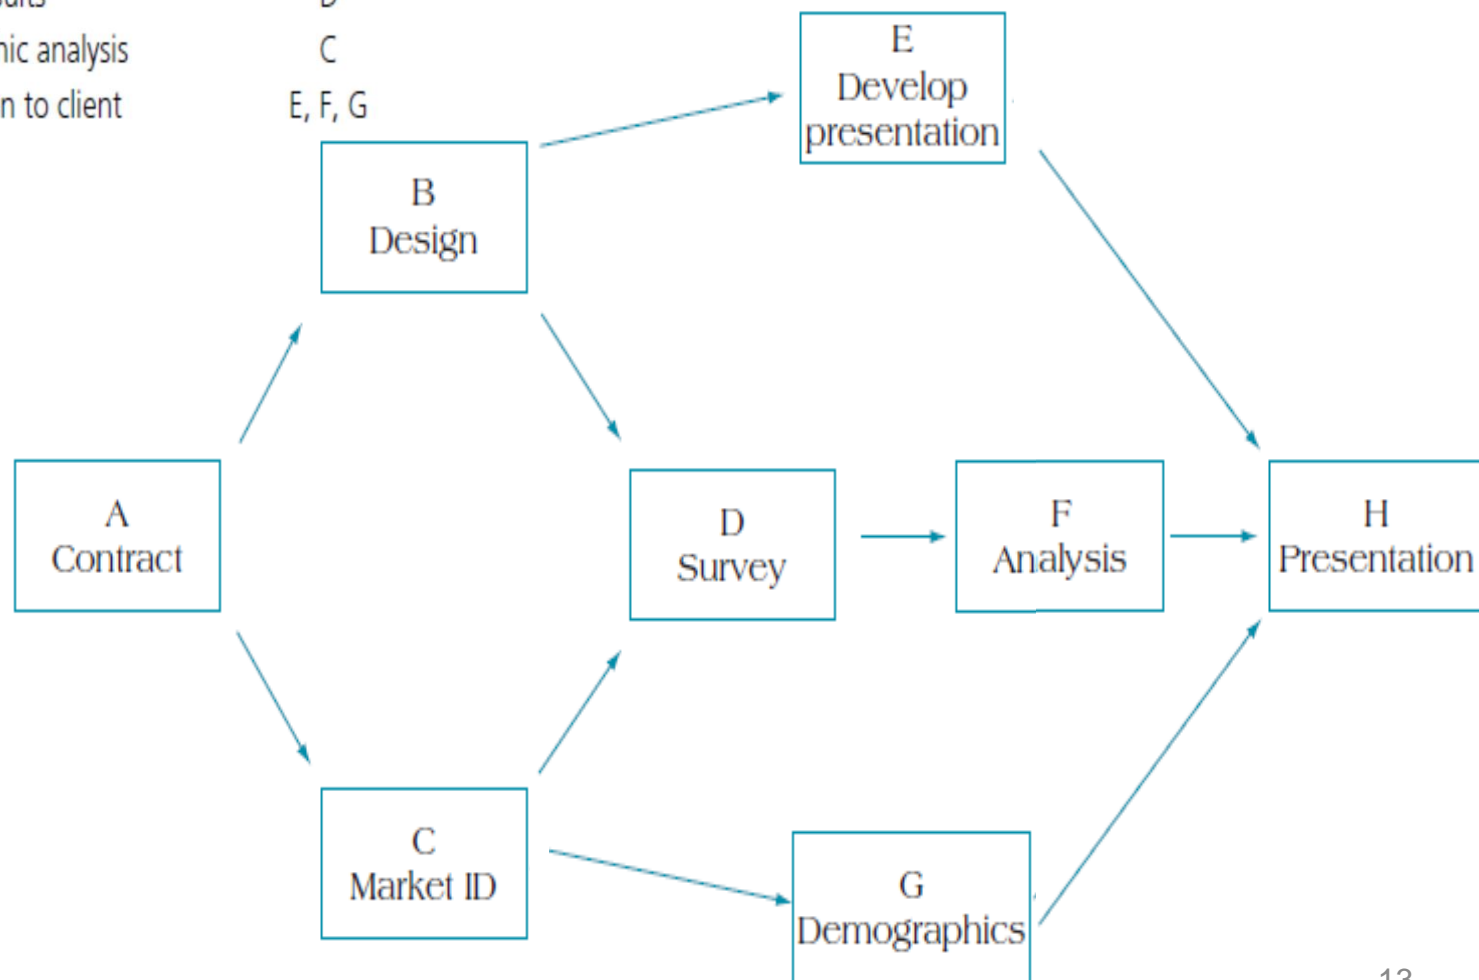 nic analysis C
n to client E, F, G
E
Develop
presentation
B
Design
A
Contract
D
Survey
F
Analysis
H
Presentation
C
Market ID
G
Demographics